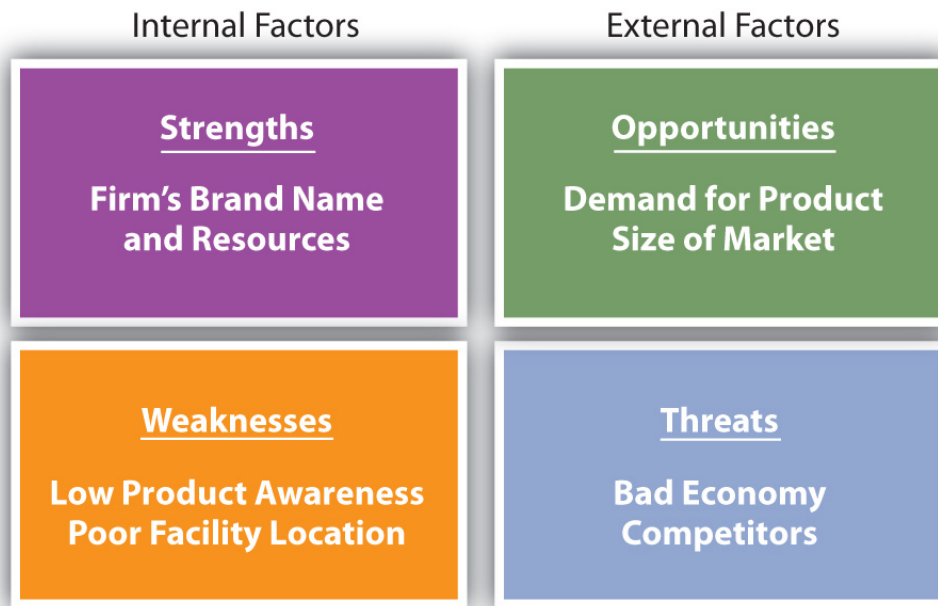 Internal Factors
External Factors
Strengths
Firm’s Brand Name
and Resources
Opportunities
Demand for Product
Size of Market
Weaknesses
Low Product Awareness
Poor Facility Location
Threats
Bad Economy
Competitors